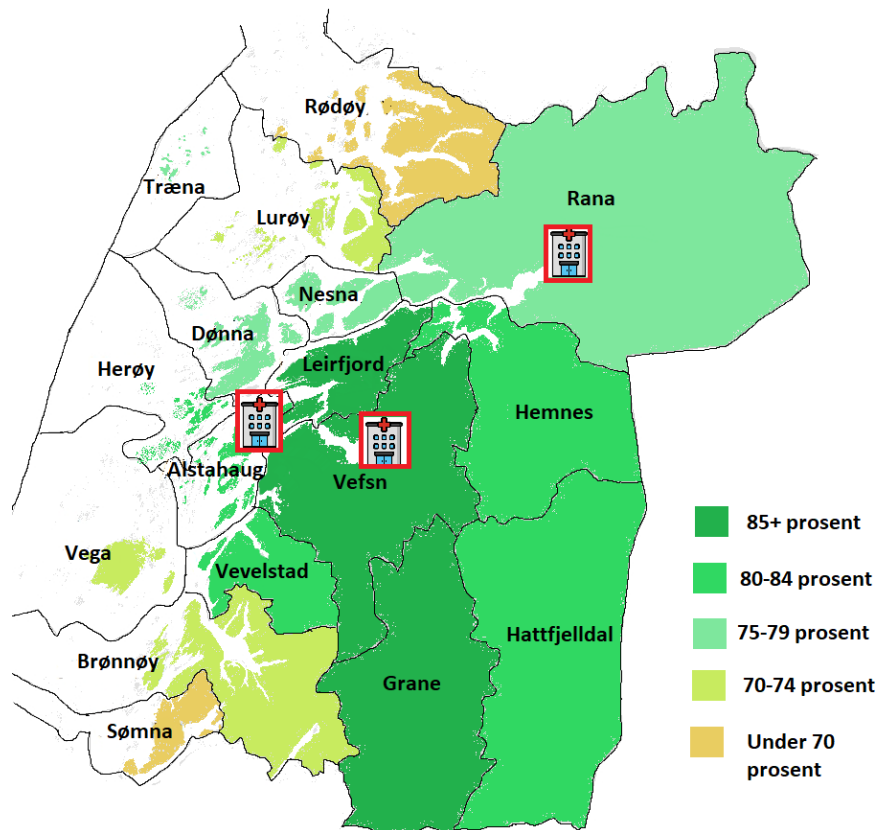 Rødøy
Træna
Rana
Lurøy
Nesna
Dønna
Herøy
Leirfjord
Hemnes
Alstahaug
Vefsn
Vega
Vevelstad
Hattfjelldal
Brønnøy
Grane
Sømna
85+ prosent
80-84 prosent
75-79 prosent
70-74 prosent
Under 70
prosent